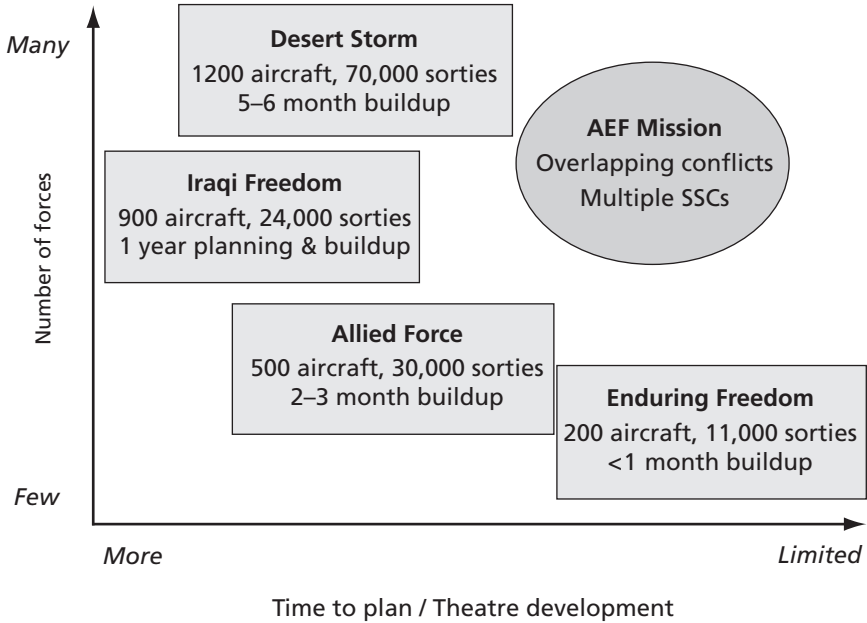 Many
Number of forces
Few
Desert Storm
1200 aircraft, 70,000 sorties
5–6 month buildup
AEF Mission
Overlapping conflicts
Multiple SSCs
Iraqi Freedom
900 aircraft, 24,000 sorties
1 year planning & buildup
Allied Force
500 aircraft, 30,000 sorties
2–3 month buildup
Enduring Freedom
200 aircraft, 11,000 sorties
<1 month buildup
More
Limited
Time to plan / Theatre development